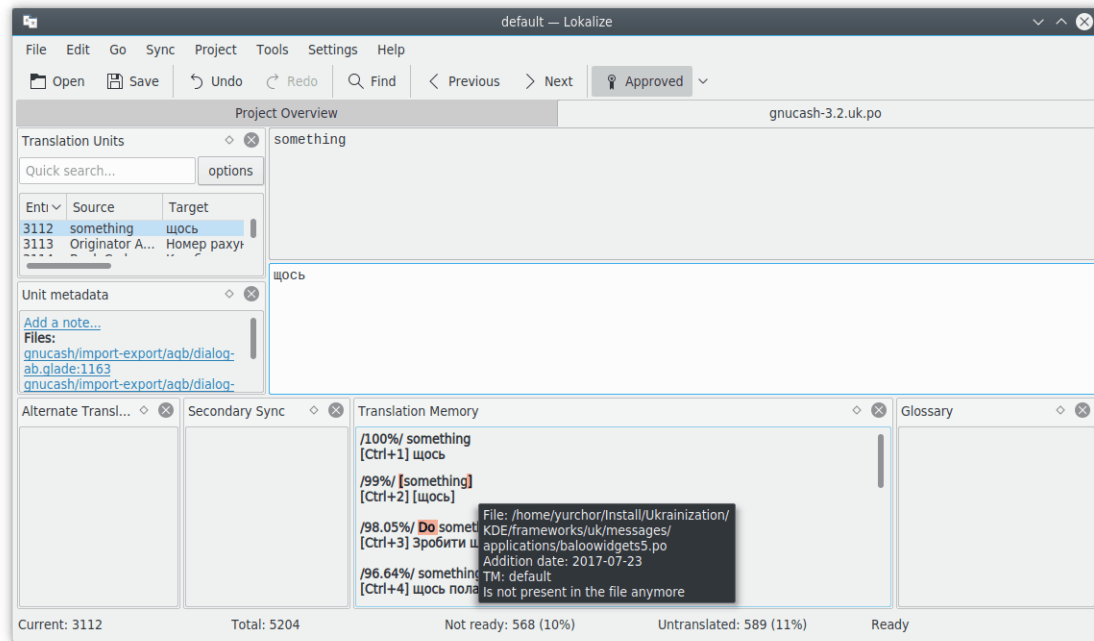 default — Lokalize
File Edit Go Sync Project Tools Settings Help
Open Save Undo Redo Find Previous Next Approved
Project Overview gnucash-3.2.uk.po
Translation Units
Quick search... options
Source Target
3112 something щось
3113 Originator A... Номер
Unit metadata
Add a note...
Files:
gnucash/import-export/aqb/dialog-
ab.glade:1163
gnucash/import-export/aqb/dialog-
something
щось
Alternate Transl... Secondary Sync Translation Memory Glossary
/100%/ something
[Ctrl+1] щось
/99%/ [something]
[Ctrl+2] [щось]
/98.05%/ Do
[Ctrl+3] Зробити
/96.64%/ something
[Ctrl+4] щось
File: /home/yurchor/Install/Ukrainization/
KDE/frameworks/uk/messages/
applications/baloowidgets5.po
Addition date: 2017-07-23
TM: default
Is not present in the file anymore
Current: 3112 Total: 5204 Not ready: 568 (10%) Untranslated: 589 (11%) Ready